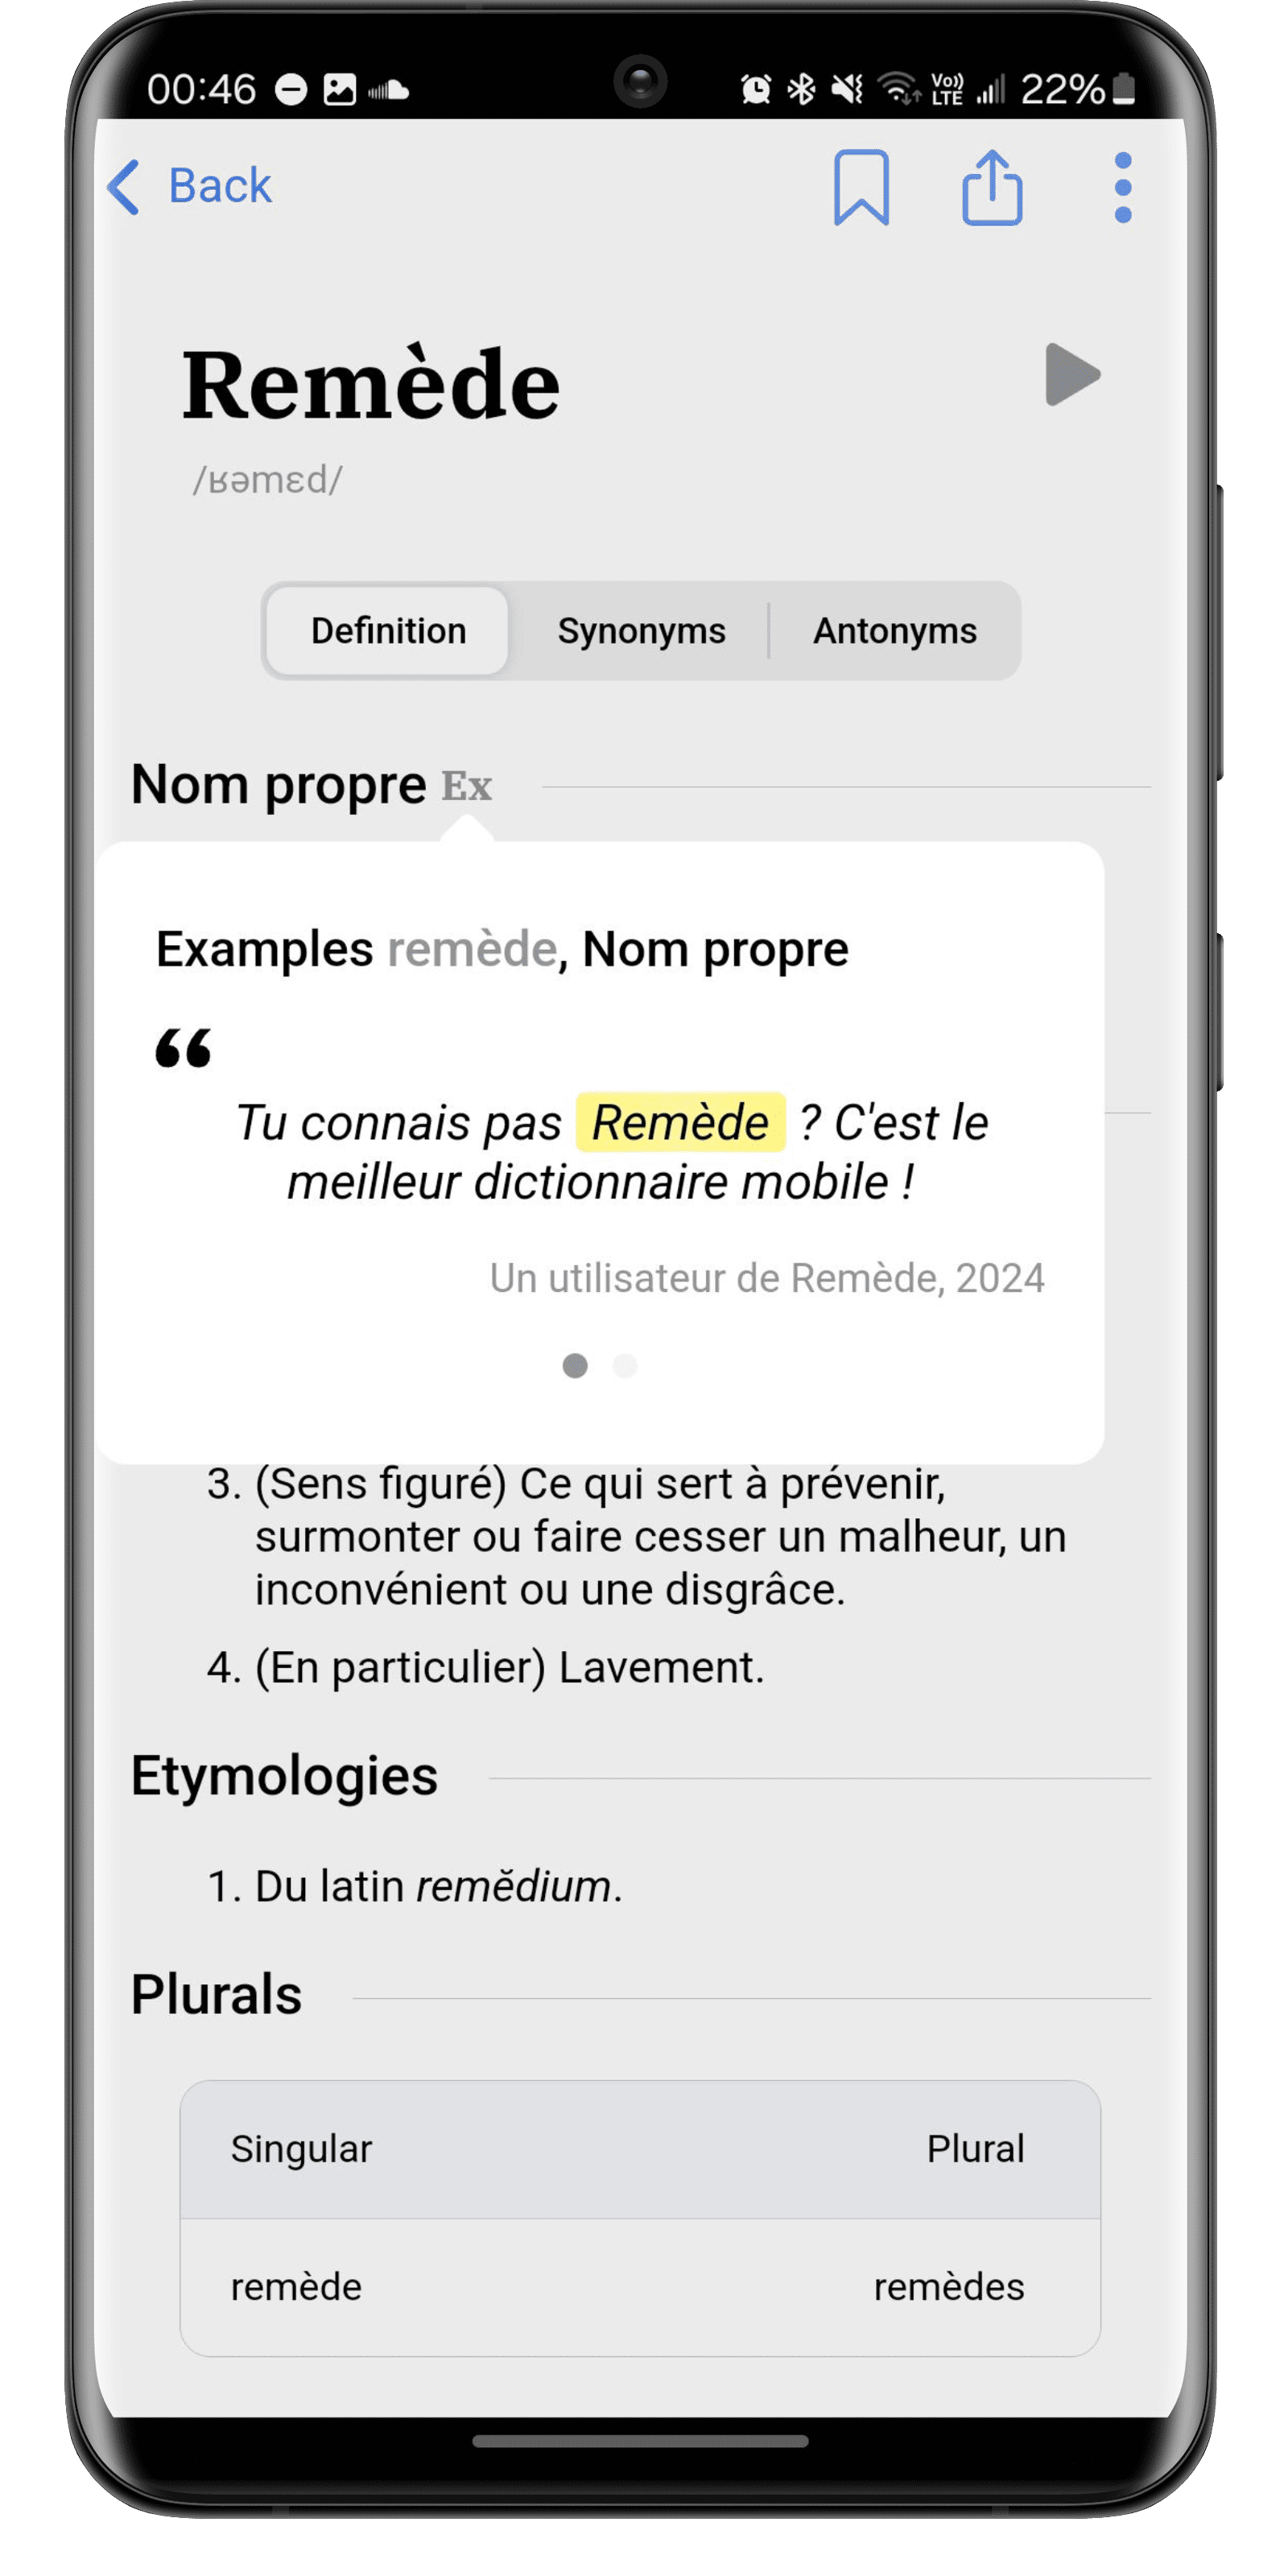 00:46 Vo)) LTE 22%
Back
Remède
/ʁəmɛd/
Definition Synonyms Antonyms
Nom propre Ex
Examples remède, Nom propre
“
Tu connais pas Remède ? C'est le
meilleur dictionnaire mobile !
Un utilisateur de Remède, 2024
3. (Sens figuré) Ce qui sert à prévenir,
surmonter ou faire cesser un malheur, un
inconvénient ou une disgrâce.
4. (En particulier) Lavement.
Etymologies
1. Du latin remĕdium.
Plurals
Singular Plural
remède remèdes